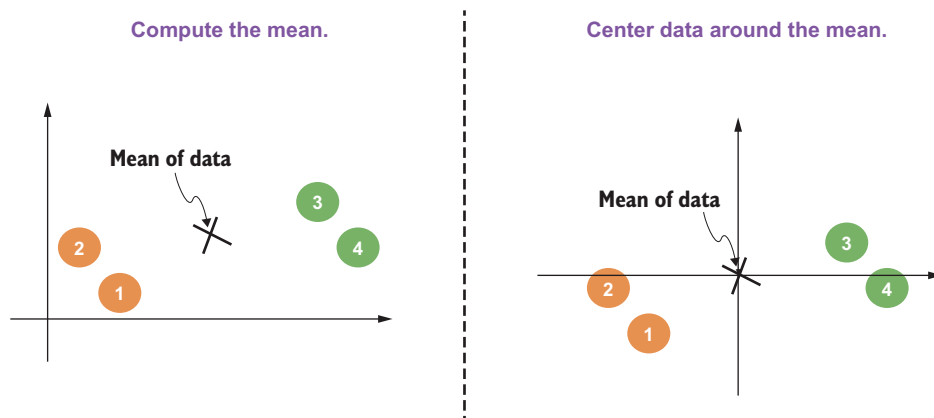 Compute the mean.
Mean of data
3
2
4
1
Center data around the mean.
Mean of data
3
2
4
1